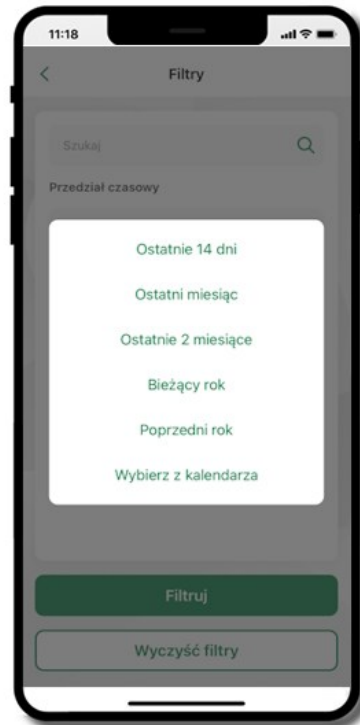 11:18
Filtry
Szukaj
Przedział czasowy
Ostatnie 14 dni
Ostatni miesiąc
Ostatnie 2 miesiące
Bieżący rok
Poprzedni rok
Wybierz z kalendarza
Filtruj
Wyczyść filtry